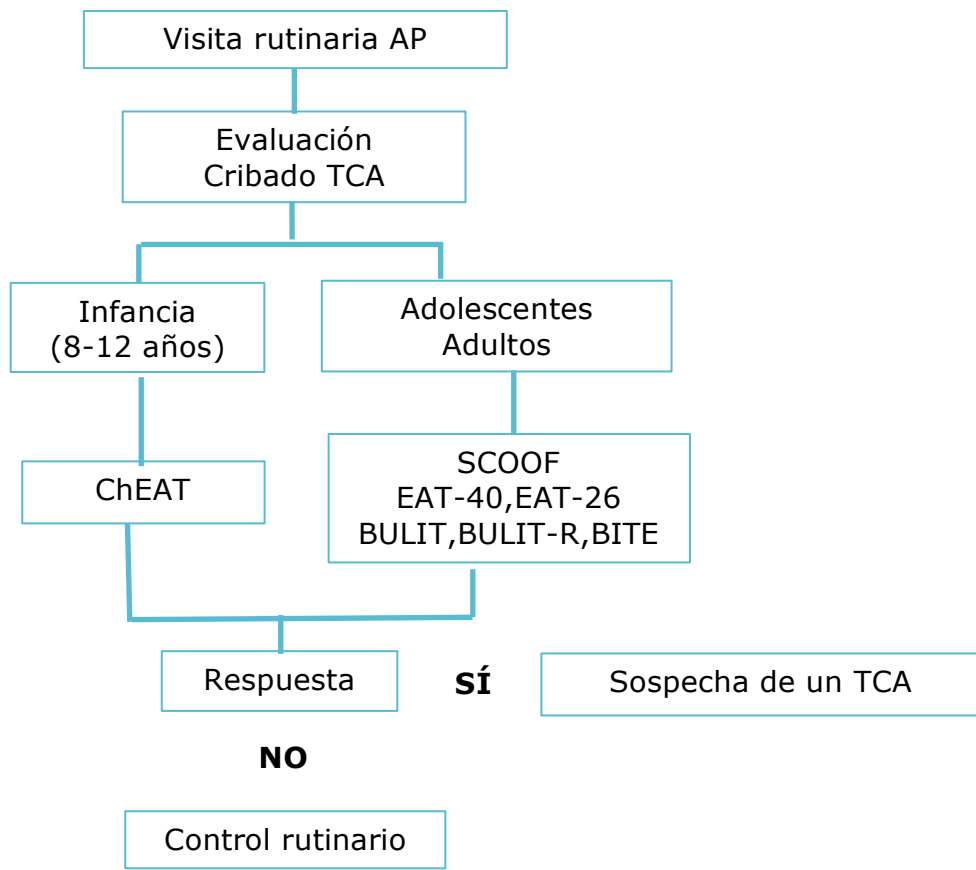 Visita rutinaria AP
Evaluación
Cribado TCA
Infancia
(8-12 años)
Adolescentes
Adultos
ChEAT
SCOOF
EAT-40,EAT-26
BULIT,BULIT-R,BITE
Respuesta
SÍ
Sospecha de un TCA
NO
Control rutinario